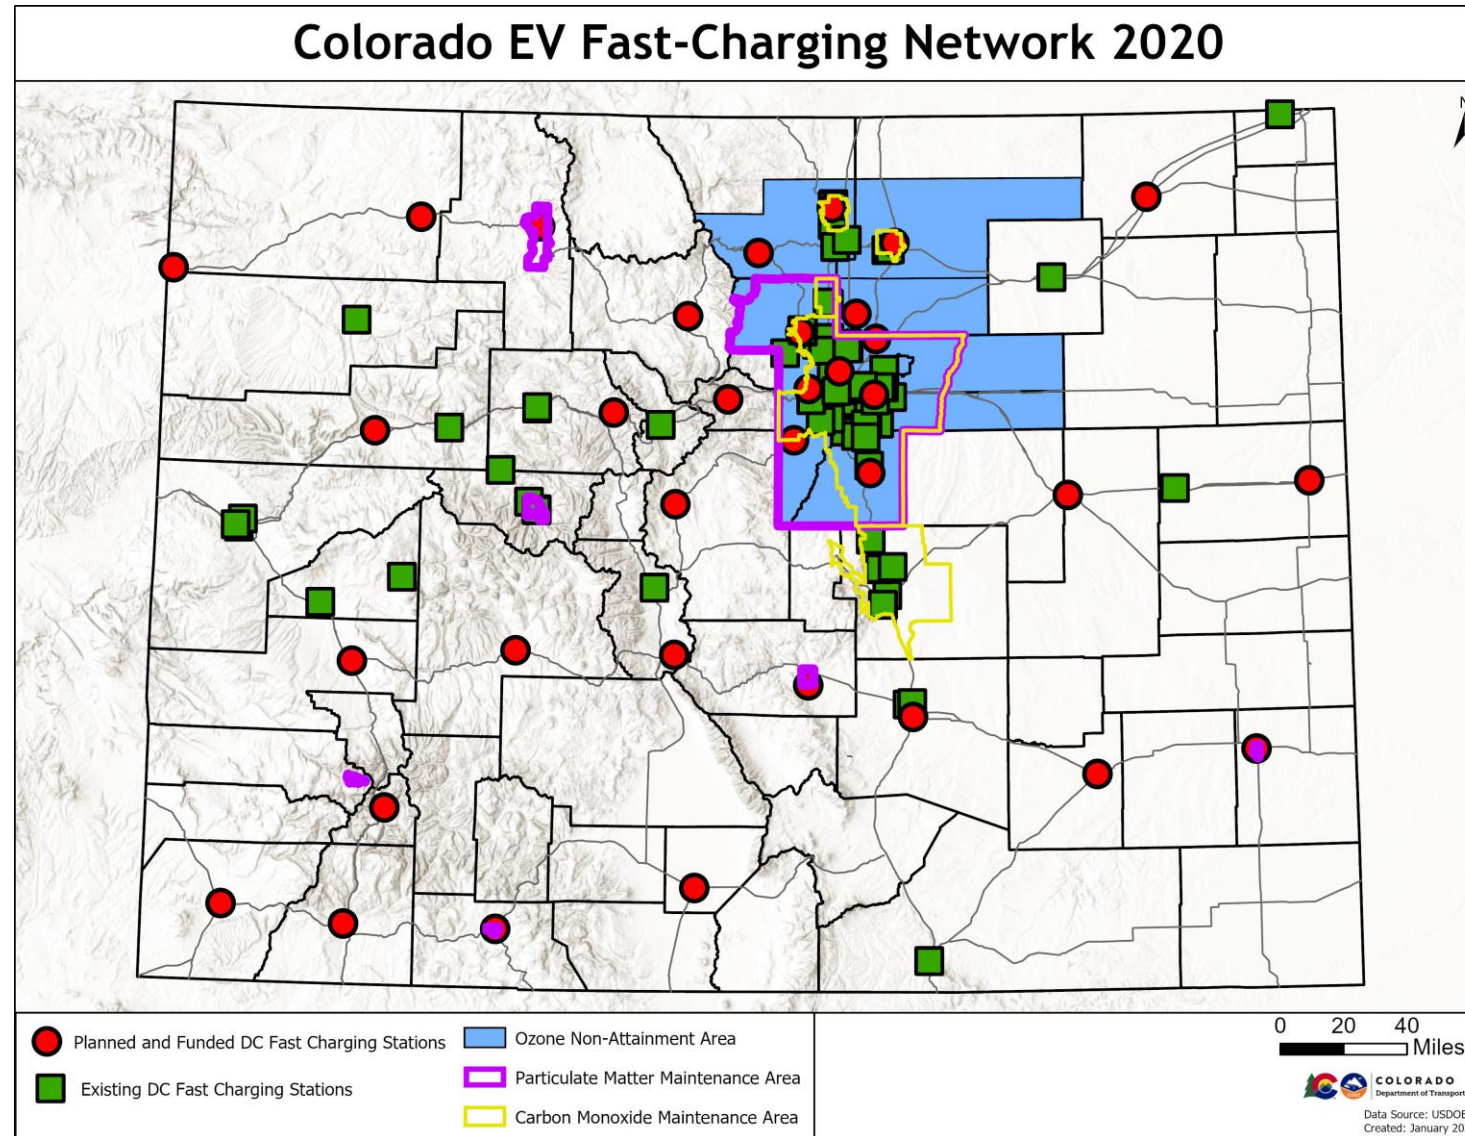 Colorado EV Fast-Charging Network 2020
N
Planned and Funded DC Fast Charging Stations
Existing DC Fast Charging Stations
Ozone Non-Attainment Area
Particulate Matter Maintenance Area
Carbon Monoxide Maintenance Area
0 20 40
Miles
COLORADO
Department of Transport
Data Source: USDOE
Created: January 20